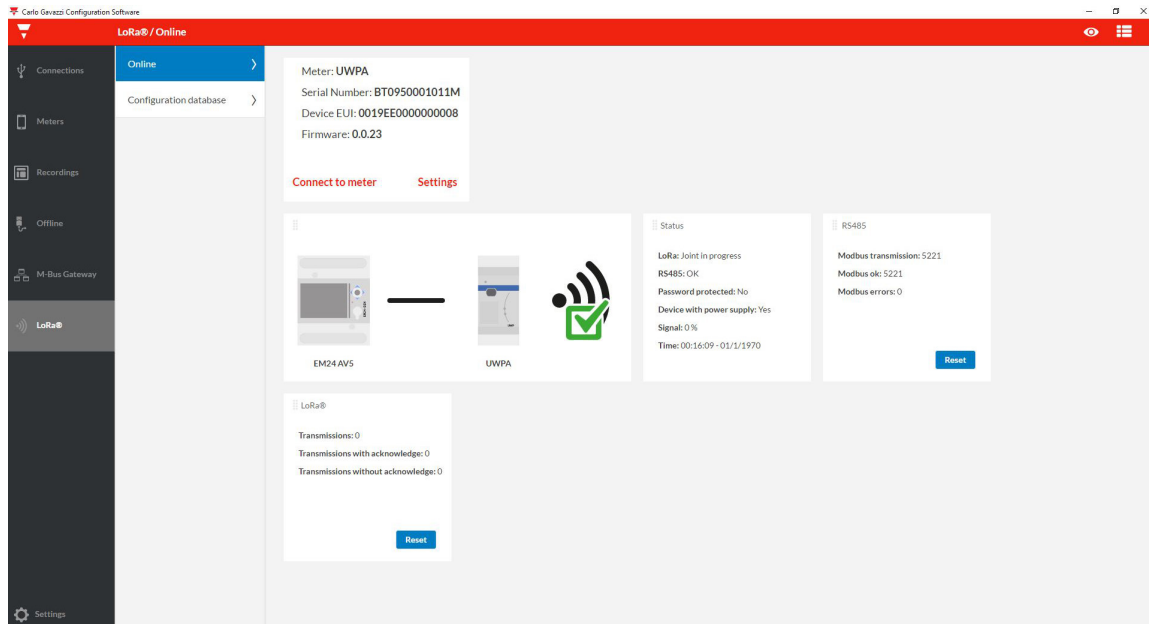 Carlo Gavazzi Configuration Software
LoRa® / Online
Connections
Meters
Recordings
Offline
M-Bus Gateway
LoRa®
Settings
Online
Configuration database
Meter: UWPA
Serial Number: BT0950001011M
Device EUI: 0019EE0000000008
Firmware: 0.0.23
Connect to meter Settings
EM24 AV5 UWPA
Status
LoRa: Joint in progress
RS485: OK
Password protected: No
Device with power supply: Yes
Signal: 0 %
Time: 00:16:09 - 01/1/1970
RS485
Modbus transmission: 5221
Modbus ok: 5221
Modbus errors: 0
Reset
LoRa®
Transmissions: 0
Transmissions with acknowledge: 0
Transmissions without acknowledge: 0
Reset